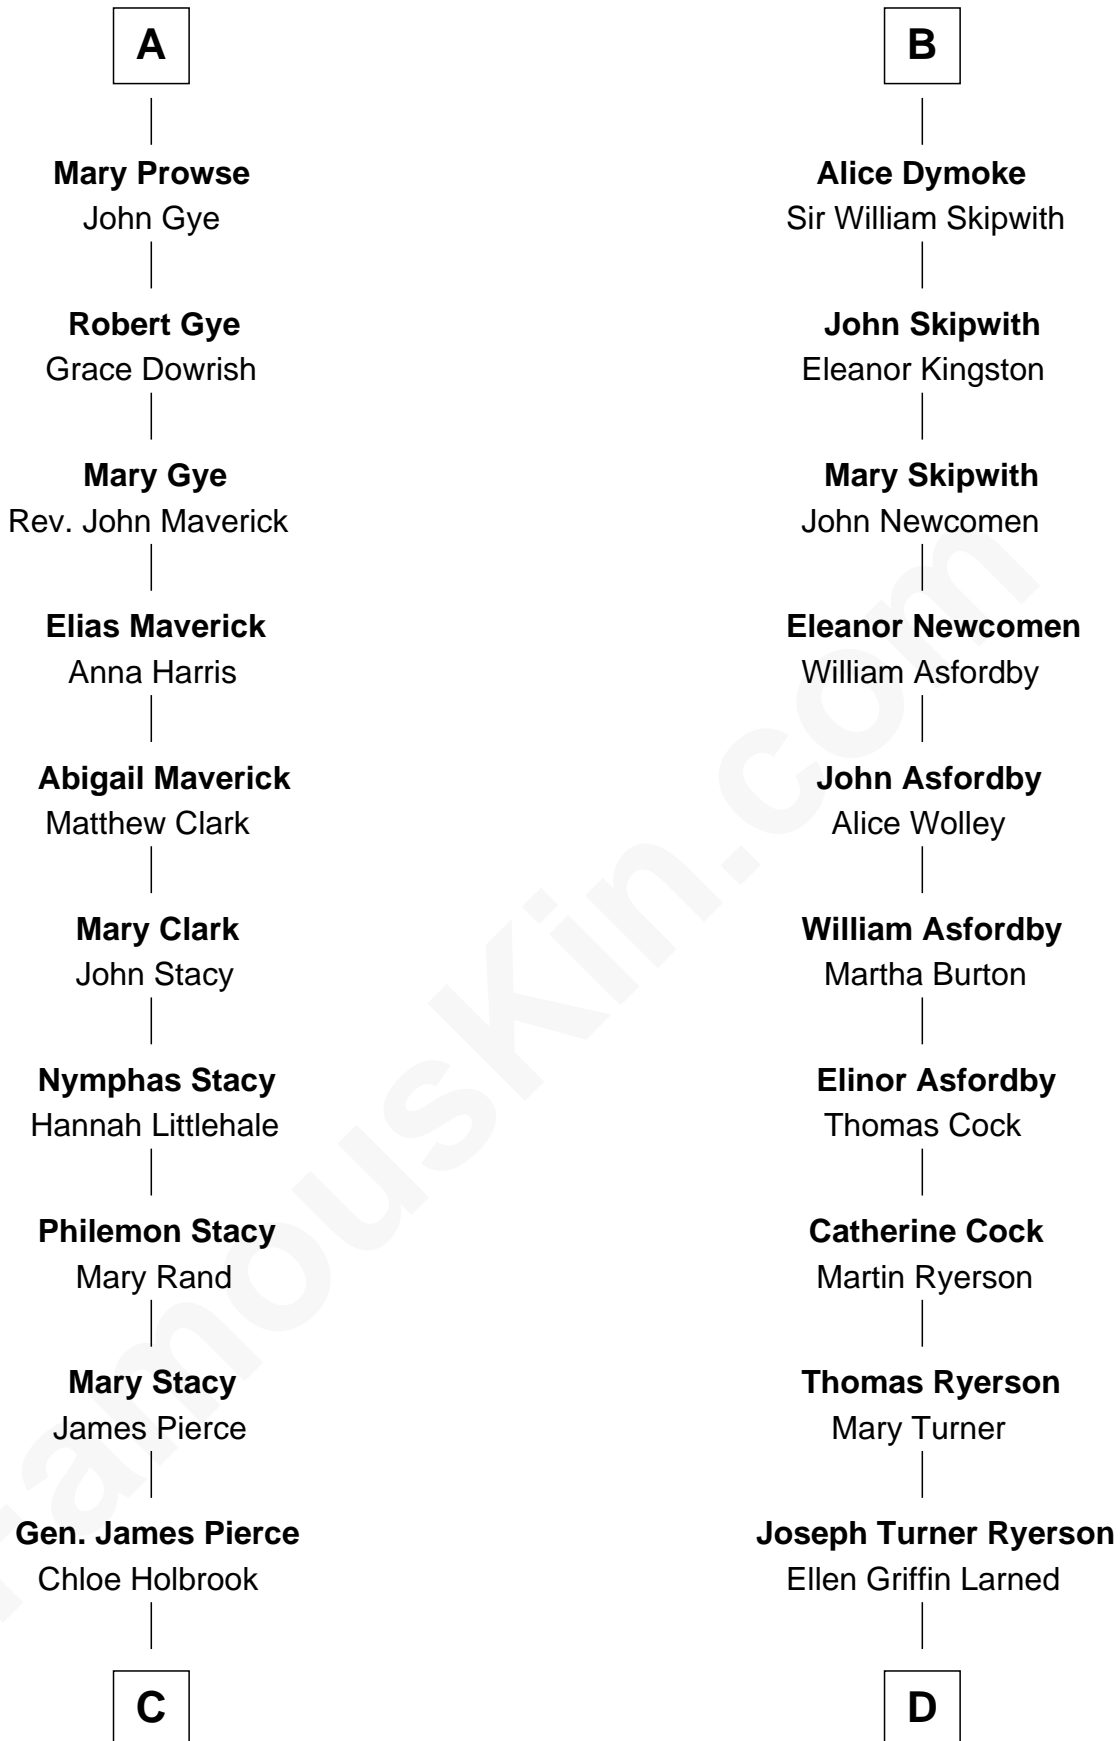 A
Mary Prowse
John Gye
Robert Gye
Grace Dowrish
Mary Gye
Rev. John Maverick
Elias Maverick
Anna Harris
Abigail Maverick
Matthew Clark
Mary Clark
John Stacy
Nymphas Stacy
Hannah Littlehale
Philemon Stacy
Mary Rand
Mary Stacy
James Pierce
Gen. James Pierce
Chloe Holbrook
C
B
Alice Dymoke
Sir William Skipwith
John Skipwith
Eleanor Kingston
Mary Skipwith
John Newcomen
Eleanor Newcomen
William Asfordby
John Asfordby
Alice Wolley
William Asfordby
Martha Burton
Elinor Asfordby
Thomas Cock
Catherine Cock
Martin Ryerson
Thomas Ryerson
Mary Turner
Joseph Turner Ryerson
Ellen Griffin Larned
D
FamousKin.com